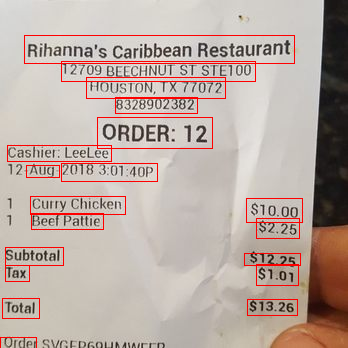 Rihanna's Caribbean Restaurant
12709 BEECHNUT ST STE100
HOUSTON, TX 77072
8328902382
ORDER: 12
Cashier: LeeLee
12-Aug-2018 3:01:40P
1 Curry Chicken $10.00
1 Beef Pattie $2.25
Subtotal $12.25
Tax $1.01
Total $13.26
Order